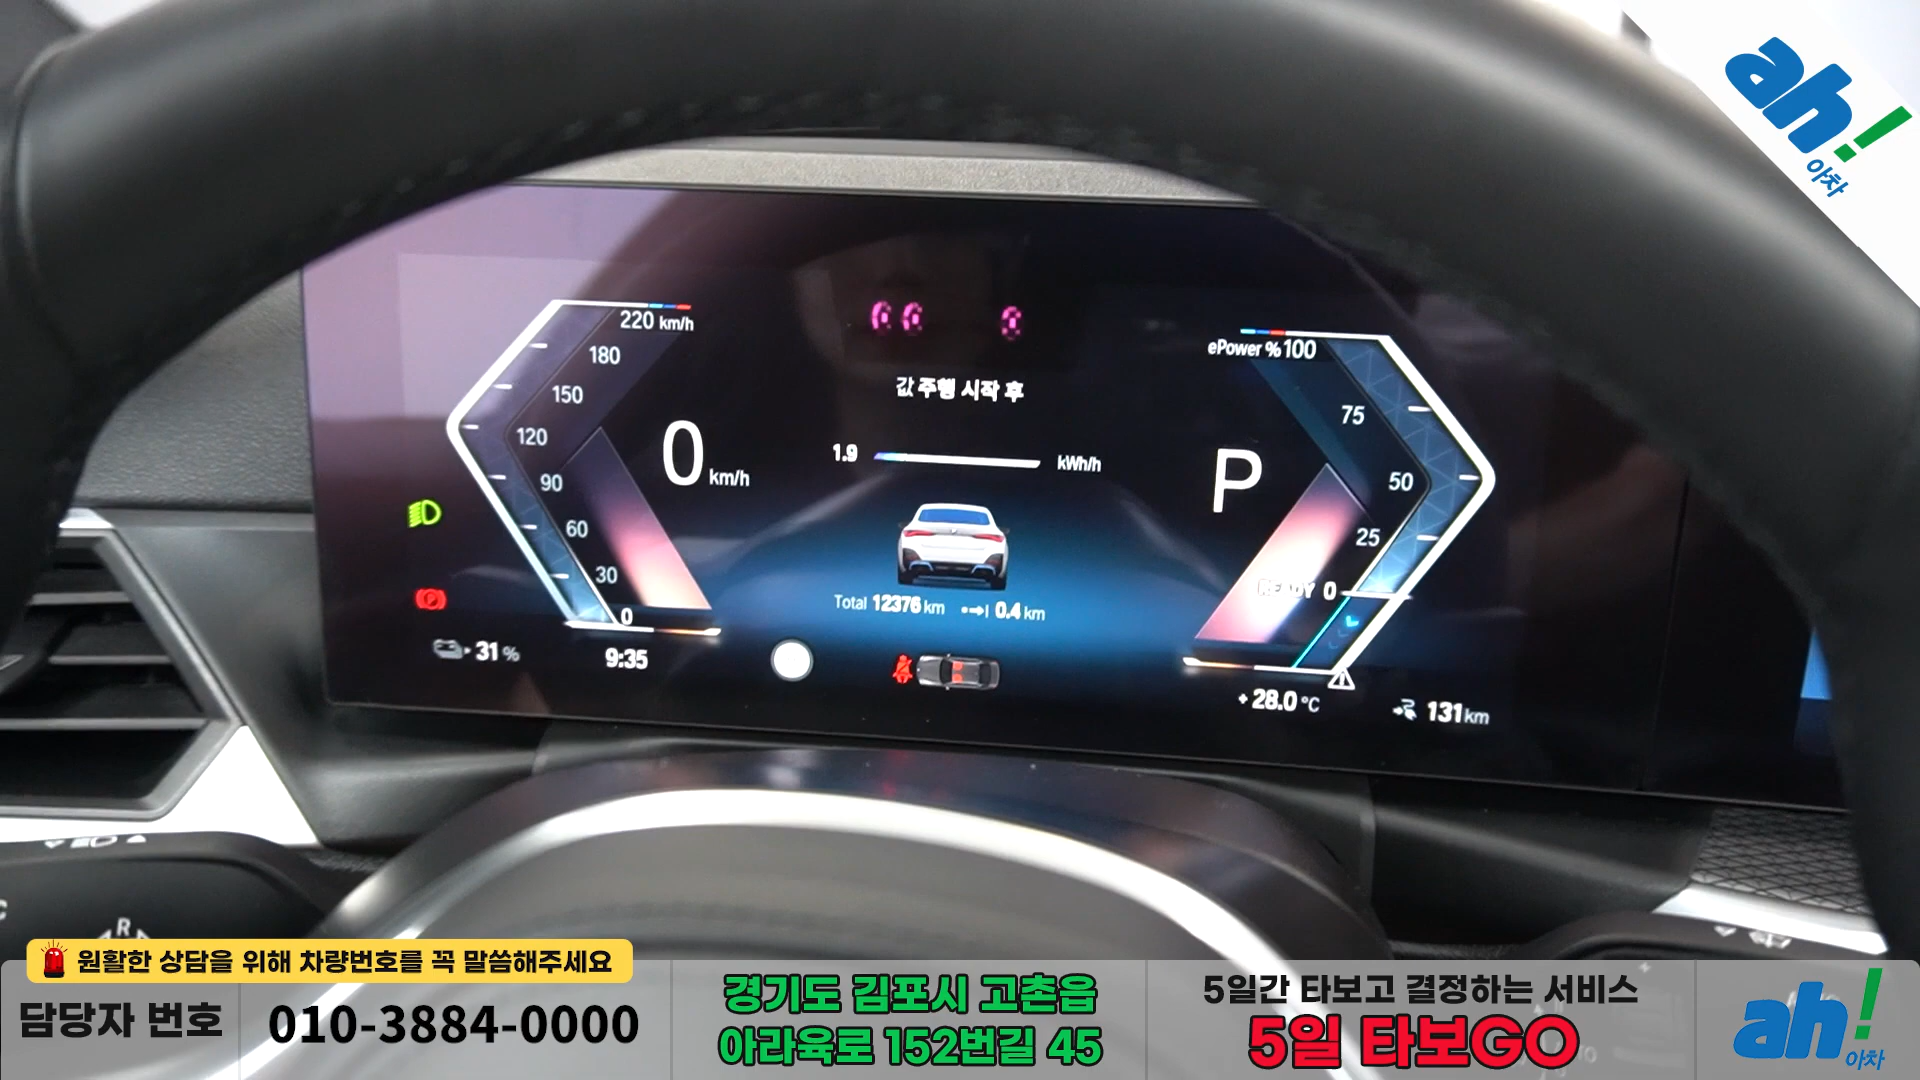 ah!
아차
220 km/h
180
150
120
90
60
30
0
0 km/h
값 주행 시작 후
1.9 kWh/h
Total 12376 km 0.4 km
ePower % 100
75
50
25
READY 0
P
31 %
9:35
+ 28.0 °C
131 km
R
원활한 상담을 위해 차량번호를 꼭 말씀해주세요
담당자 번호
010-3884-0000
경기도 김포시 고촌읍
아라육로 152번길 45
5일간 타보고 결정하는 서비스
5일 타보GO
ah!
아차